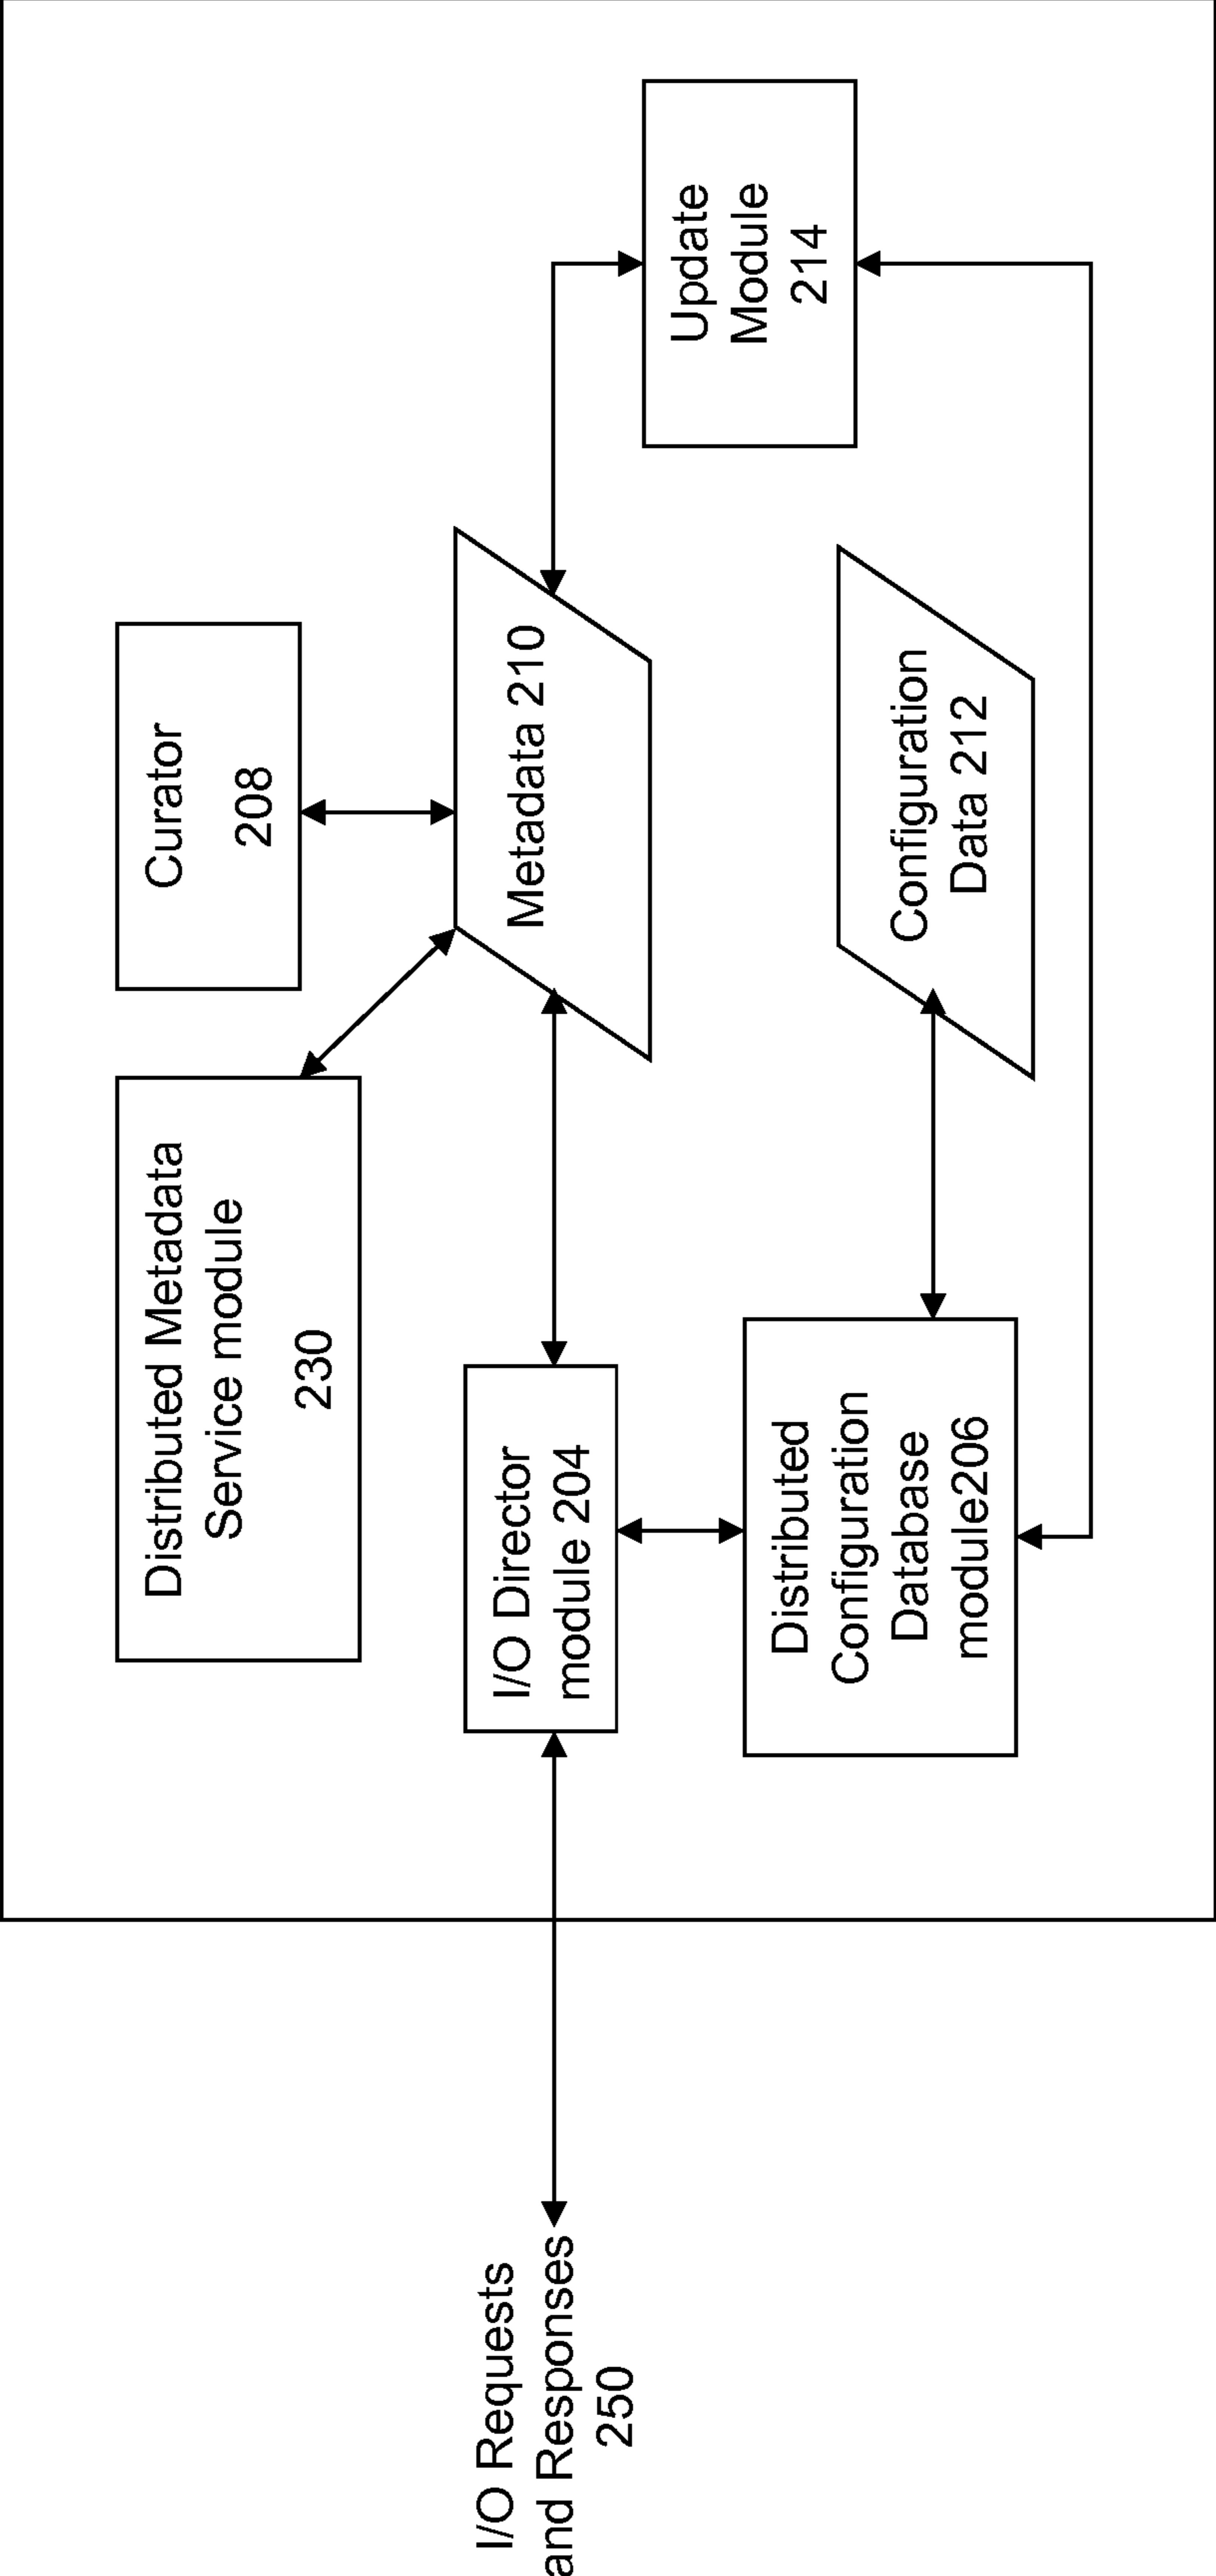 Distributed Metadata
Service module
230
Curator
208
I/O Requests
and Responses
250
I/O Director
module 204
Metadata 210
Update
Module
214
Distributed
Configuration
Database
module206
Configuration
Data 212